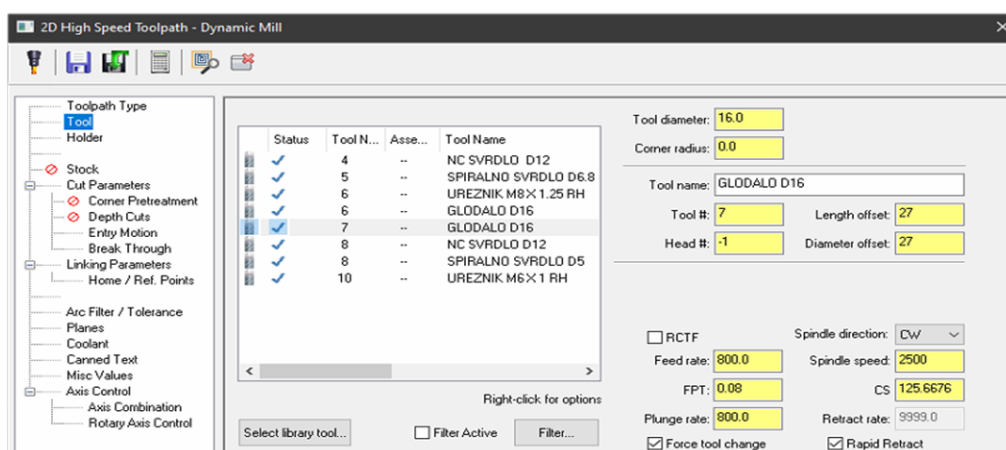 2D High Speed Toolpath - Dynamic Mill
Toolpath Type
Tool
Holder
Stock
Cut Parameters
Corner Pretreatment
Depth Cuts
Entry Motion
Break Through
Linking Parameters
Home / Ref. Points
Arc Filter / Tolerance
Planes
Coolant
Canned Text
Misc Values
Axis Control
Axis Combination
Rotary Axis Control
Status Tool N... Asse... Tool Name
4 -- NC SVRDLO D12
5 -- SPIRALNO SVRDLO D6.8
6 -- UREZNIK M8X1.25 RH
6 -- GLODALO D16
7 -- GLODALO D16
8 -- NC SVRDLO D12
8 -- SPIRALNO SVRDLO D5
10 -- UREZNIK M6X1 RH
Right-click for options
Select library tool... Filter Active Filter...
Tool diameter: 16.0
Corner radius: 0.0
Tool name: GLODALO D16
Tool #: 7 Length offset: 27
Head #: -1 Diameter offset: 27
RCTF Spindle direction: CW
Feed rate: 800.0 Spindle speed: 2500
FPT: 0.08 CS 125.6676
Plunge rate: 800.0 Retract rate: 9999.0
Force tool change Rapid Retract